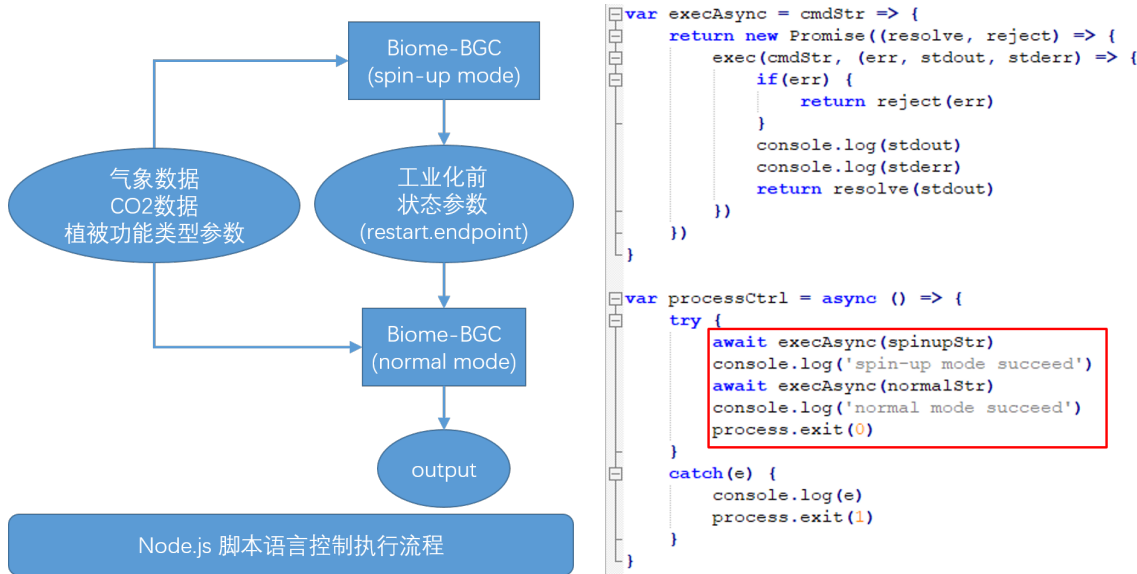 Biome-BGC
(spin-up mode)
气象数据
CO2数据
植被功能类型参数
工业化前
状态参数
(restart.endpoint)
Biome-BGC
(normal mode)
output
Node.js 脚本语言控制执行流程
var execAsync = cmdStr => {
    return new Promise((resolve, reject) => {
        exec(cmdStr, (err, stdout, stderr) => {
            if(err) {
                return reject(err)
            }
            console.log(stdout)
            console.log(stderr)
            return resolve(stdout)
        })
    })
}
var processCtrl = async () => {
    try {
        await execAsync(spinupStr)
        console.log('spin-up mode succeed')
        await execAsync(normalStr)
        console.log('normal mode succeed')
        process.exit(0)
    }
    catch(e) {
        console.log(e)
        process.exit(1)
    }
}